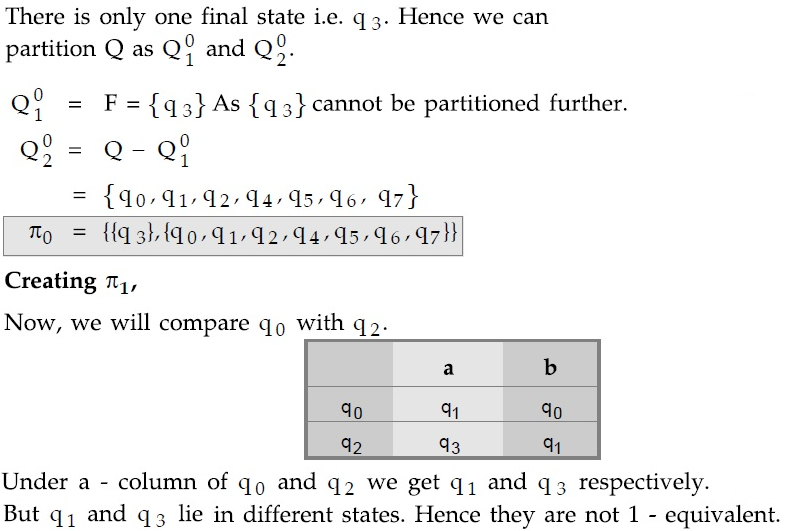 There is only one final state i.e. q₃. Hence we can
partition Q as Q₁⁰ and Q₂⁰.
Q₁⁰ = F = {q₃} As {q₃} cannot be partitioned further.
Q₂⁰ = Q − Q₁⁰
= {q₀, q₁, q₂, q₄, q₅, q₆, q₇}
π₀ = {{q₃},{q₀,q₁,q₂,q₄,q₅,q₆,q₇}}
Creating π₁,
Now, we will compare q₀ with q₂.
a b
q₀ q₁ q₀
q₂ q₃ q₁
Under a - column of q₀ and q₂ we get q₁ and q₃ respectively.
But q₁ and q₃ lie in different states. Hence they are not 1 - equivalent.